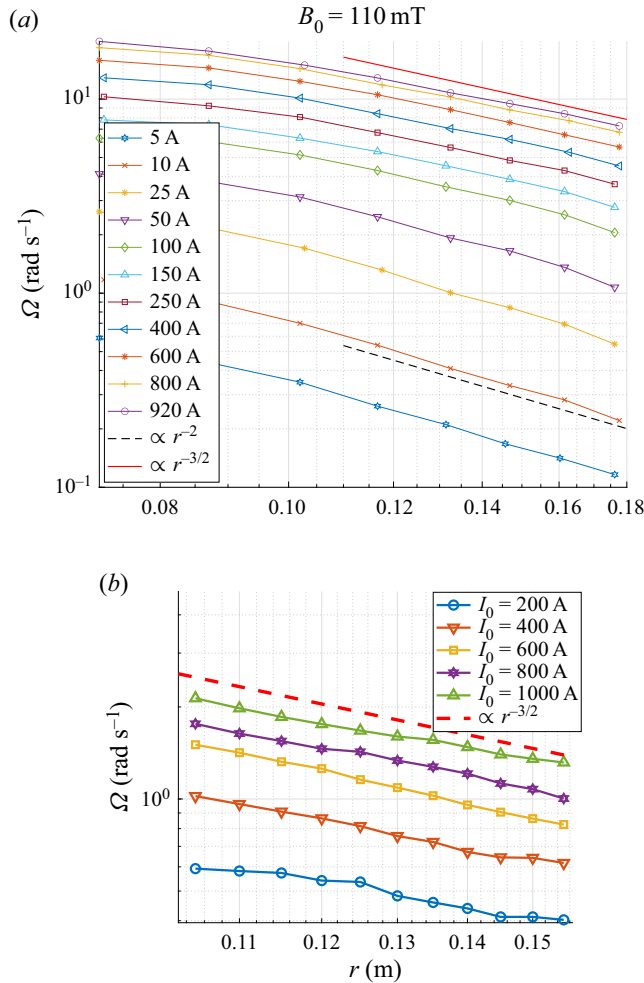 (a)
B₀ = 110 mT
10¹
10⁰
10⁻¹
Ω (rad s⁻¹)
5 A
10 A
25 A
50 A
100 A
150 A
250 A
400 A
600 A
800 A
920 A
∝ r⁻²
∝ r⁻³/²
0.08 0.10 0.12 0.14 0.16 0.18
(b)
I₀ = 200 A
I₀ = 400 A
I₀ = 600 A
I₀ = 800 A
I₀ = 1000 A
∝ r⁻³/²
Ω (rad s⁻¹)
10⁰
0.11 0.12 0.13 0.14 0.15
r (m)